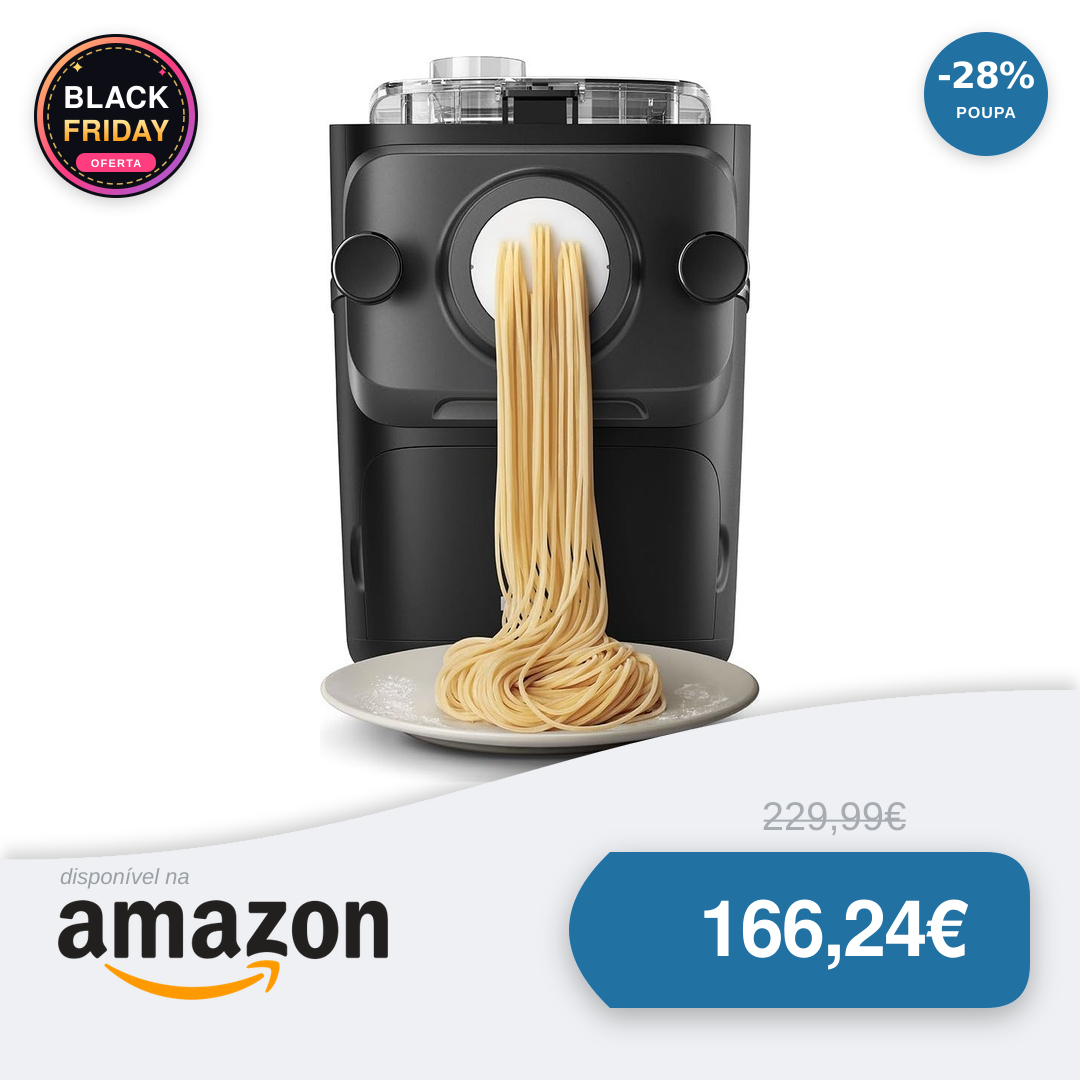 BLACK
FRIDAY
OFERTA
-28%
POUPA
229,99€
disponível na
amazon
166,24€